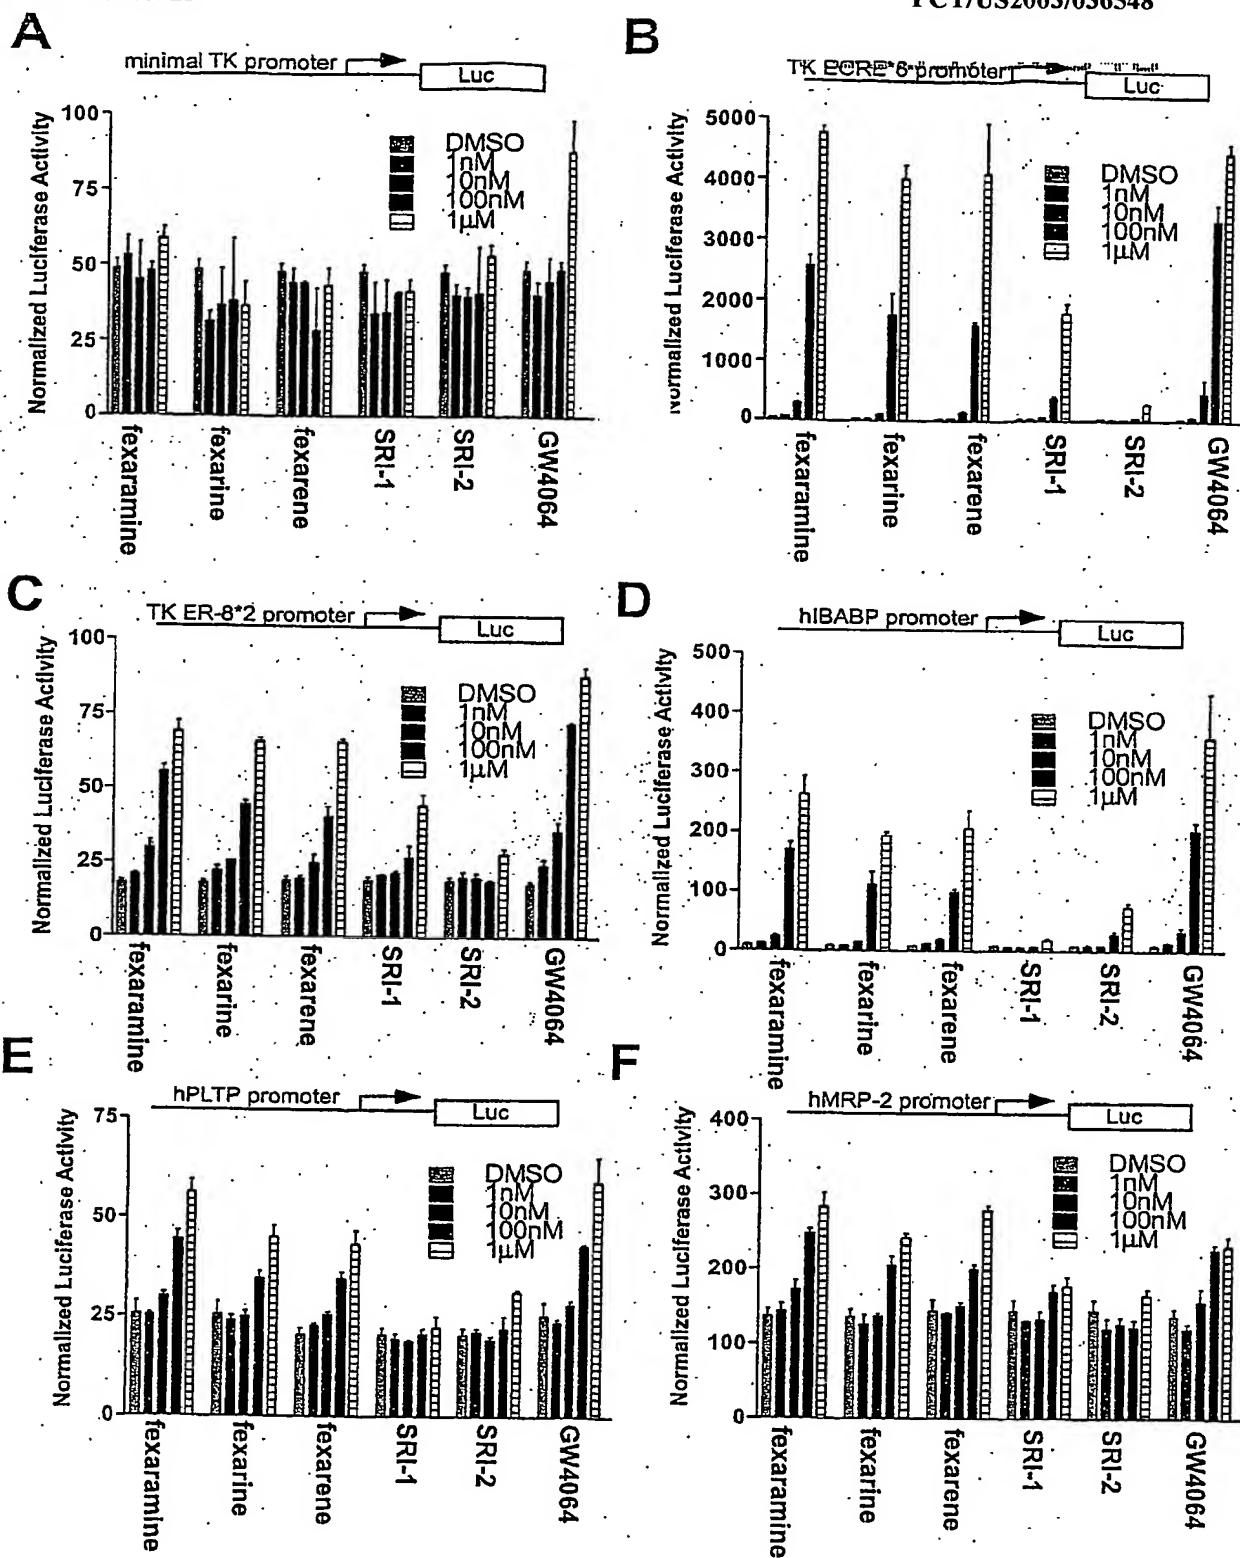 PCT/US2003/036548
A
minimal TK promoter
Luc
Normalized Luciferase Activity
100
75
50
25
0
DMSO
1nM
10nM
100nM
1µM
fexaramine
fexarine
fexarene
SRI-1
SRI-2
GW4064
B
TK ECRE*6 promoter
Luc
Normalized Luciferase Activity
5000
4000
3000
2000
1000
0
DMSO
1nM
10nM
100nM
1µM
fexaramine
fexarine
fexarene
SRI-1
SRI-2
GW4064
C
TK ER-8*2 promoter
Luc
Normalized Luciferase Activity
100
75
50
25
0
DMSO
1nM
10nM
100nM
1µM
fexaramine
fexarine
fexarene
SRI-1
SRI-2
GW4064
D
hIBABP promoter
Luc
Normalized Luciferase Activity
500
400
300
200
100
0
DMSO
1nM
10nM
100nM
1µM
fexaramine
fexarine
fexarene
SRI-1
SRI-2
GW4064
E
hPLTP promoter
Luc
Normalized Luciferase Activity
75
50
25
0
DMSO
1nM
10nM
100nM
1µM
fexaramine
fexarine
fexarene
SRI-1
SRI-2
GW4064
F
hMRP-2 promoter
Luc
Normalized Luciferase Activity
400
300
200
100
0
DMSO
1nM
10nM
100nM
1µM
fexaramine
fexarine
fexarene
SRI-1
SRI-2
GW4064